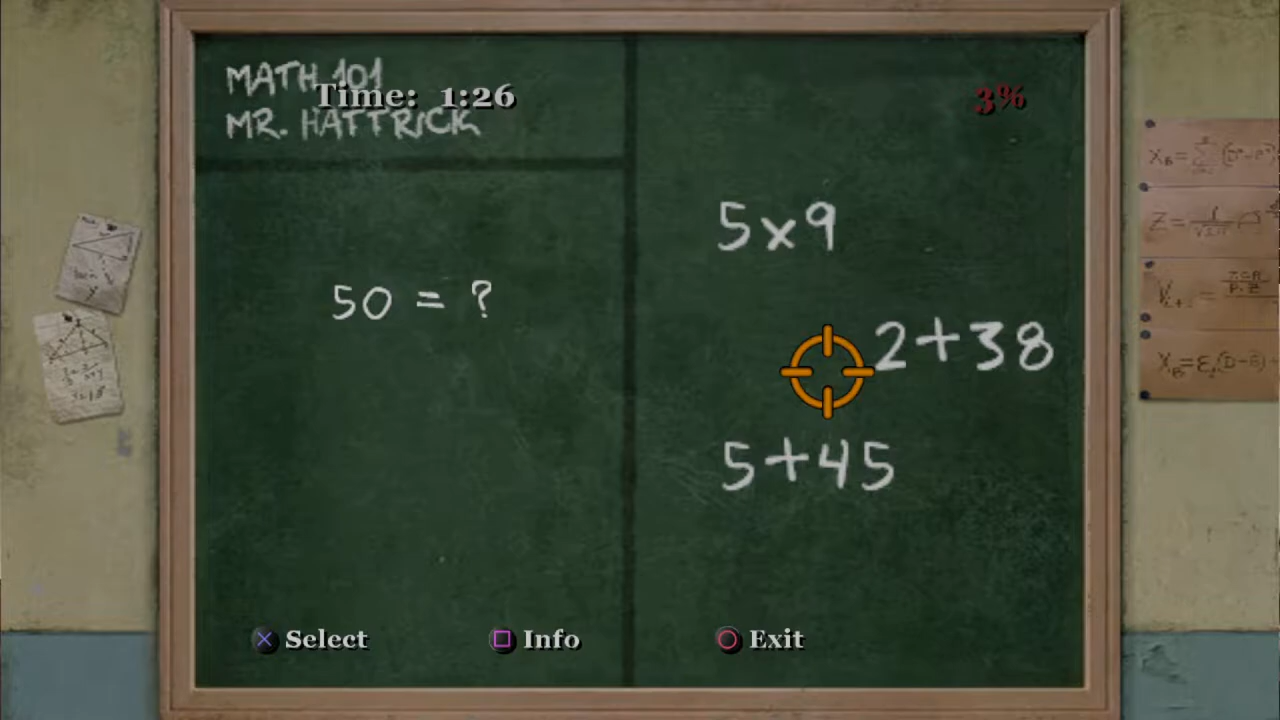 MATH 101
Time: 1:26
3%
MR. HATTRICK
50 = ?
5x9
2+38
5+45
Select
Info
Exit